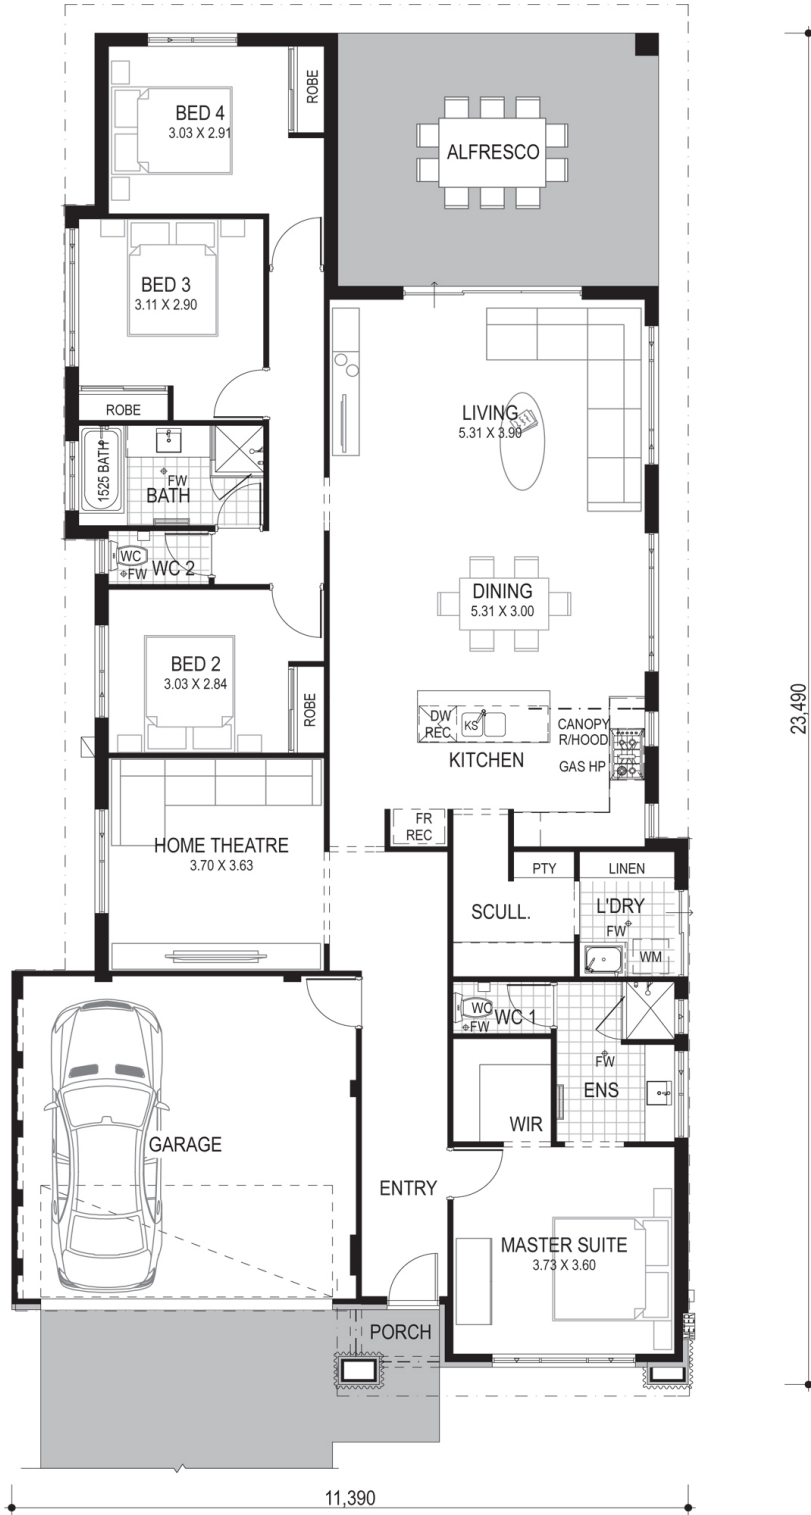 BED 4
3.03 X 2.91
ROBE
ALFRESCO
BED 3
3.11 X 2.90
ROBE
LIVING
5.31 X 3.90
1525 BATH
FW
BATH
WC
FW
WC 2
DINING
5.31 X 3.00
BED 2
3.03 X 2.84
ROBE
DW
REC
KS
CANOPY
R/HOOD
GAS HP
KITCHEN
23,490
FR
REC
HOME THEATRE
3.70 X 3.63
PTY
LINEN
SCULL.
L'DRY
FW
WM
WC
FW
WC 1
FW
ENS
WIR
GARAGE
ENTRY
MASTER SUITE
3.73 X 3.60
PORCH
METER
11,390